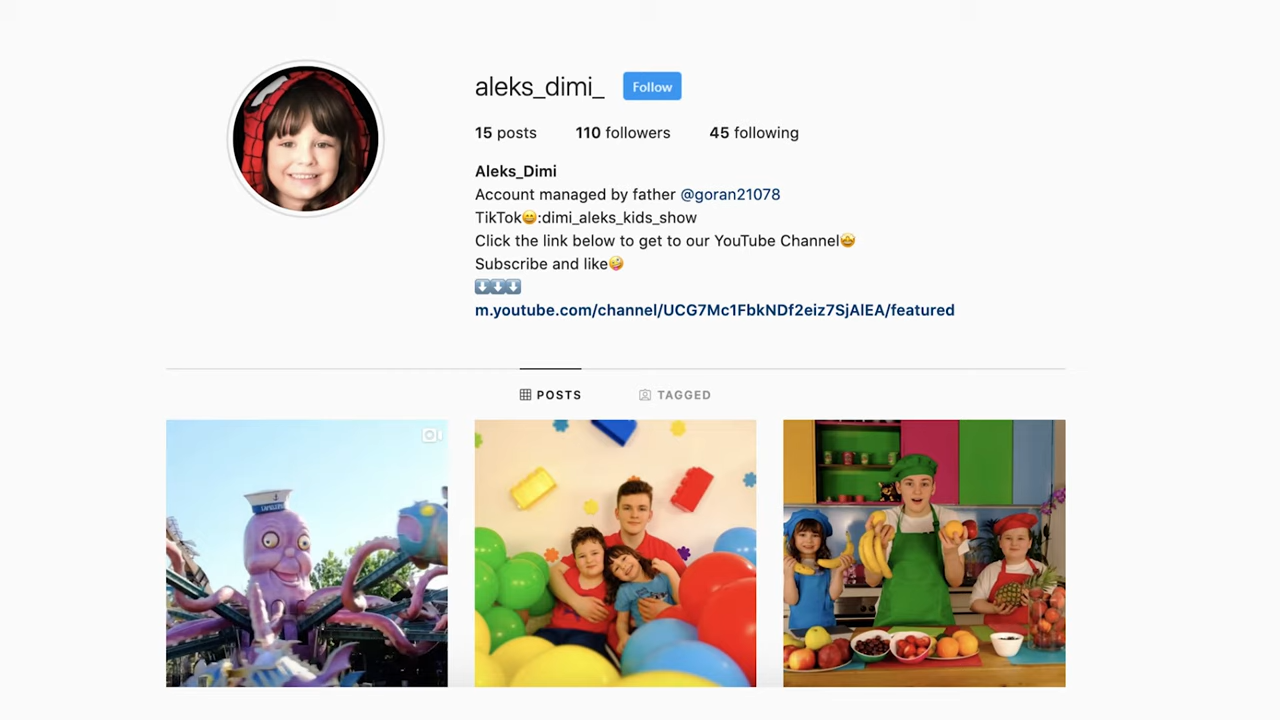 aleks_dimi_ Follow
15 posts 110 followers 45 following
Aleks_Dimi
Account managed by father @goran21078
TikTok😀:dimi_aleks_kids_show
Click the link below to get to our YouTube Channel🤩
Subscribe and like🤪
⬇️⬇️⬇️
m.youtube.com/channel/UCG7Mc1FbkNDf2eiz7SjAlEA/featured
POSTS TAGGED